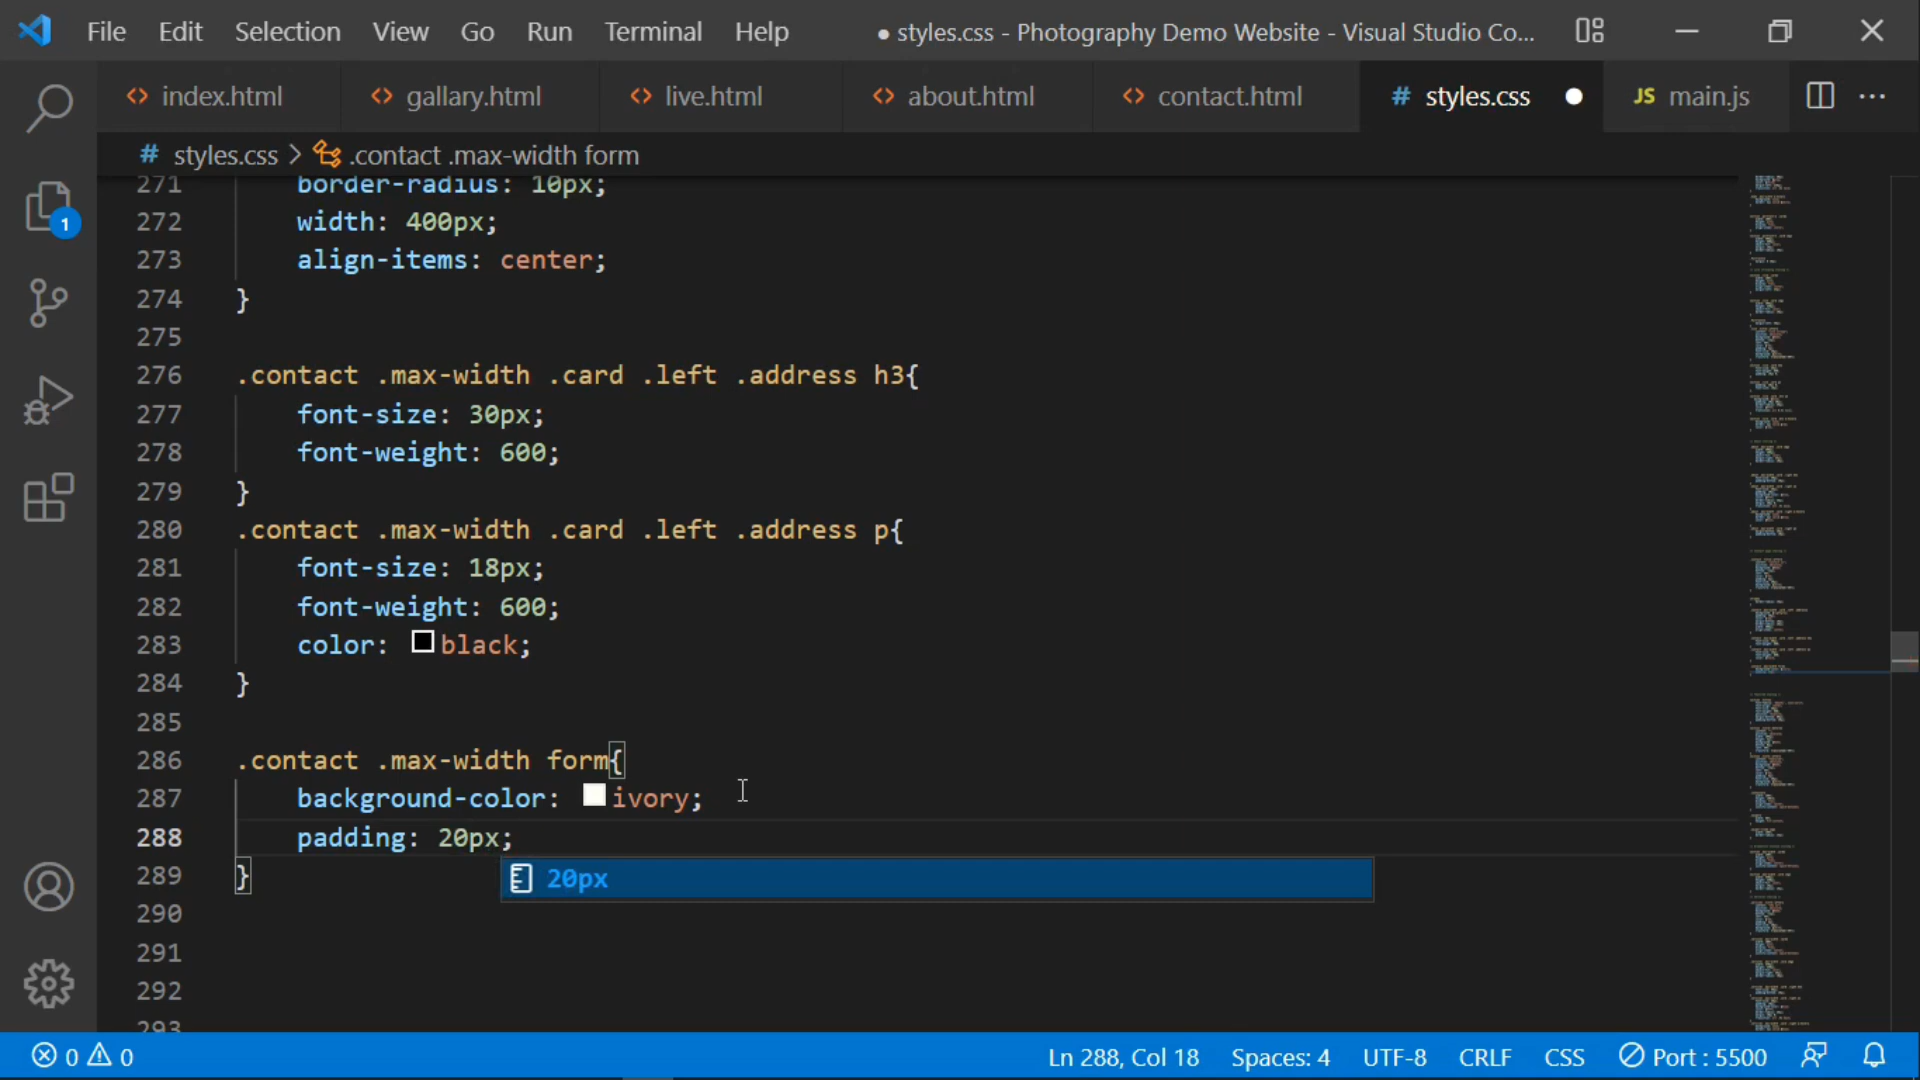 File Edit Selection View Go Run Terminal Help ● styles.css - Photography Demo Website - Visual Studio Co...
<> index.html <> gallary.html <> live.html <> about.html <> contact.html # styles.css ● JS main.js ...
# styles.css > .contact .max-width form
271 border-radius: 10px;
272 width: 400px;
273 align-items: center;
274 }
275
276 .contact .max-width .card .left .address h3{
277 font-size: 30px;
278 font-weight: 600;
279 }
280 .contact .max-width .card .left .address p{
281 font-size: 18px;
282 font-weight: 600;
283 color: black;
284 }
285
286 .contact .max-width form{
287 background-color: ivory;
288 padding: 20px;
289 }
20px
290
291
292
293
1
0 0 Ln 288, Col 18 Spaces: 4 UTF-8 CRLF CSS Port : 5500